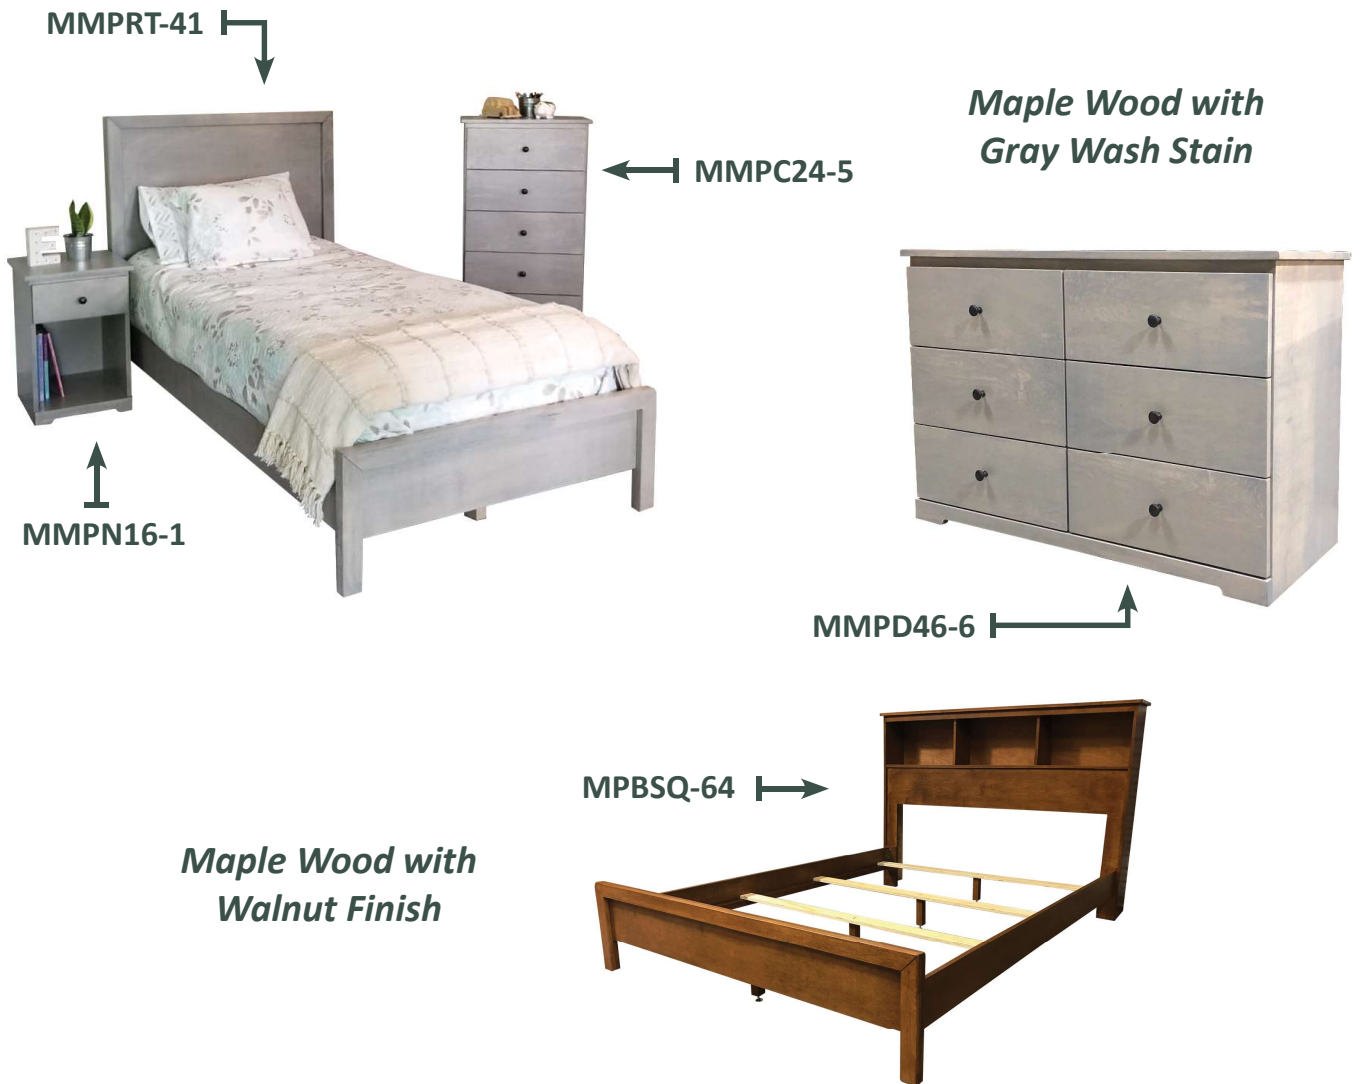 MMPRT-41
Maple Wood with
Gray Wash Stain
MMPC24-5
E
MMPN16-1
MMPD46-6
MPBSQ-64
Maple Wood with
Walnut Finish